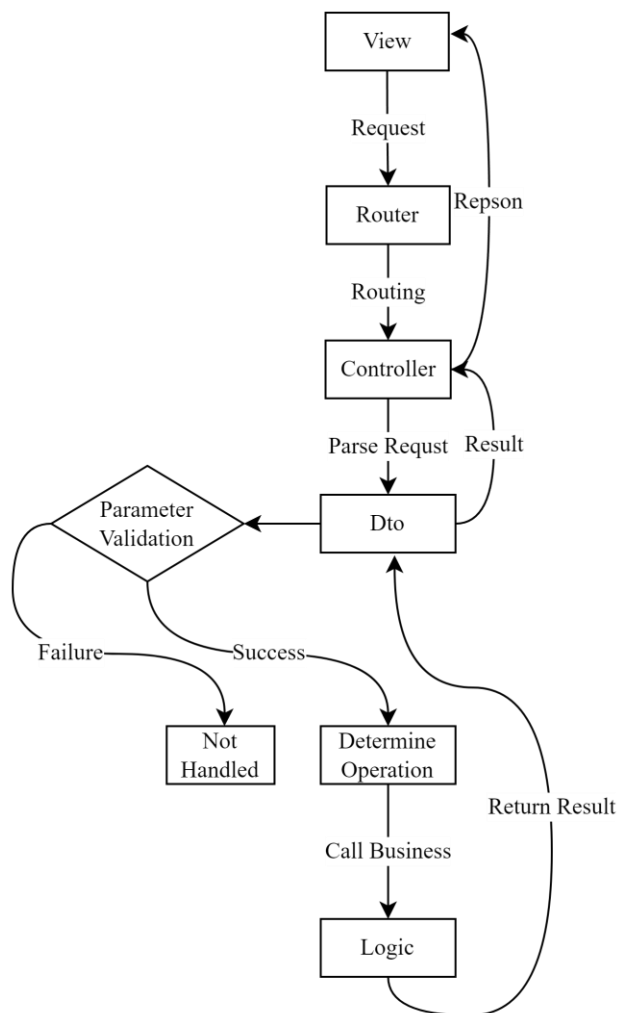 View
Request
Router
Repson
Routing
Controller
Parse Requst
Result
Parameter
Validation
Dto
Failure
Success
Not
Handled
Determine
Operation
Return Result
Call Business
Logic